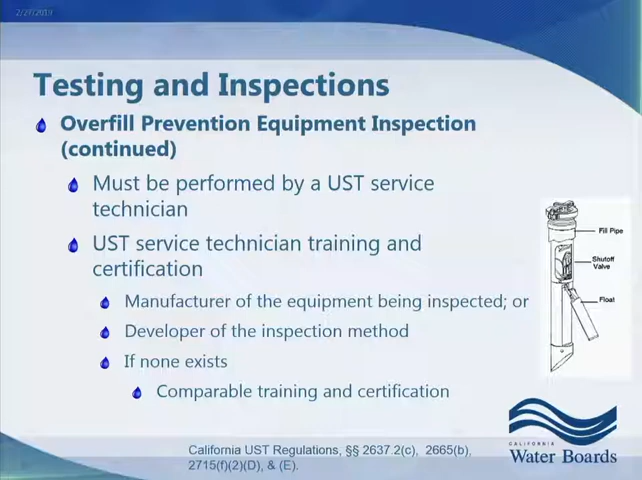 Testing and Inspections
Overfill Prevention Equipment Inspection
(continued)
Must be performed by a UST service
technician
UST service technician training and
certification
Manufacturer of the equipment being inspected; or
Developer of the inspection method
If none exists
Comparable training and certification
Fill Pipe
Shutoff
Valve
Float
CALIFORNIA
Water Boards
California UST Regulations, §§ 2637.2(c), 2665(b),
2715(f)(2)(D), & (E).